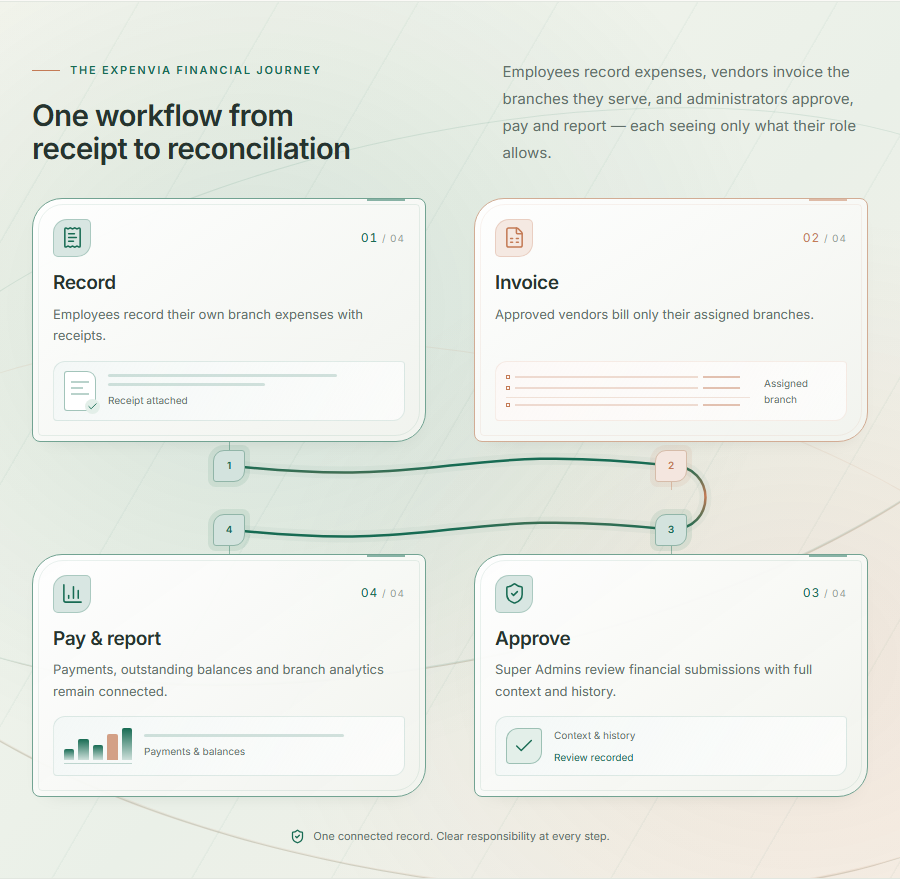 THE EXPENVIA FINANCIAL JOURNEY
One workflow from
receipt to reconciliation
Employees record expenses, vendors invoice the
branches they serve, and administrators approve,
pay and report — each seeing only what their role
allows.
01 / 04
Record
Employees record their own branch expenses with
receipts.
Receipt attached
02 / 04
Invoice
Approved vendors bill only their assigned branches.
Assigned
branch
1
2
4
3
04 / 04
Pay & report
Payments, outstanding balances and branch analytics
remain connected.
Payments & balances
03 / 04
Approve
Super Admins review financial submissions with full
context and history.
Context & history
Review recorded
One connected record. Clear responsibility at every step.